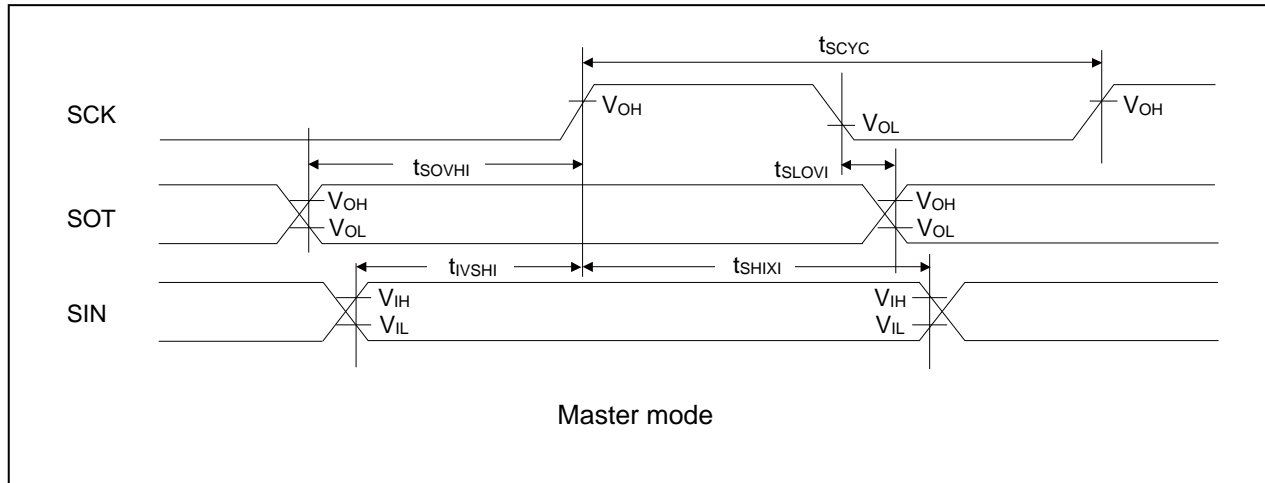 tSCYC
SCK
VOH
VOL
VOH
tSOVHI
tSLOVI
SOT
VOH
VOL
VOH
VOL
tIVSHI
tSHIXI
SIN
VIH
VIL
VIH
VIL
Master mode